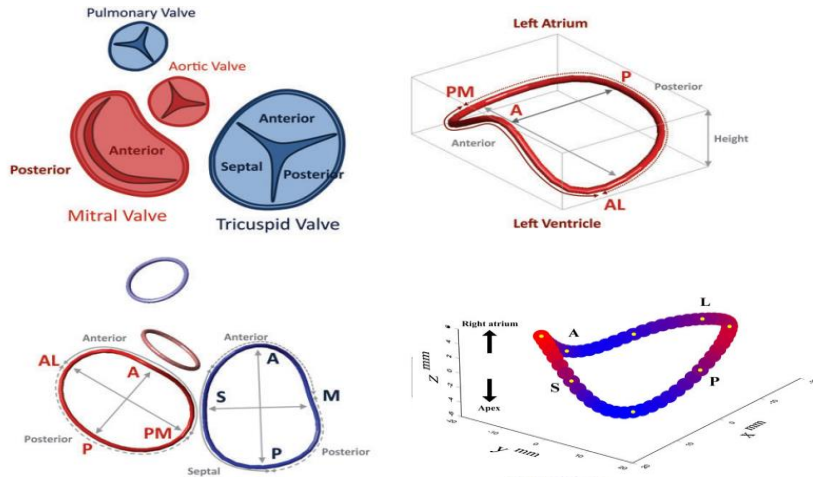 Pulmonary Valve
Aortic Valve
Anterior
Posterior
Anterior
Septal
Posterior
Mitral Valve
Tricuspid Valve
Left Atrium
P
PM
Posterior
A
Anterior
Height
AL
Left Ventricle
Anterior
Anterior
AL
A
A
S
M
Posterior
P
PM
P
Posterior
Septal
L
Right atrium
A
Z mm
S
P
Apex
y mm
x mm